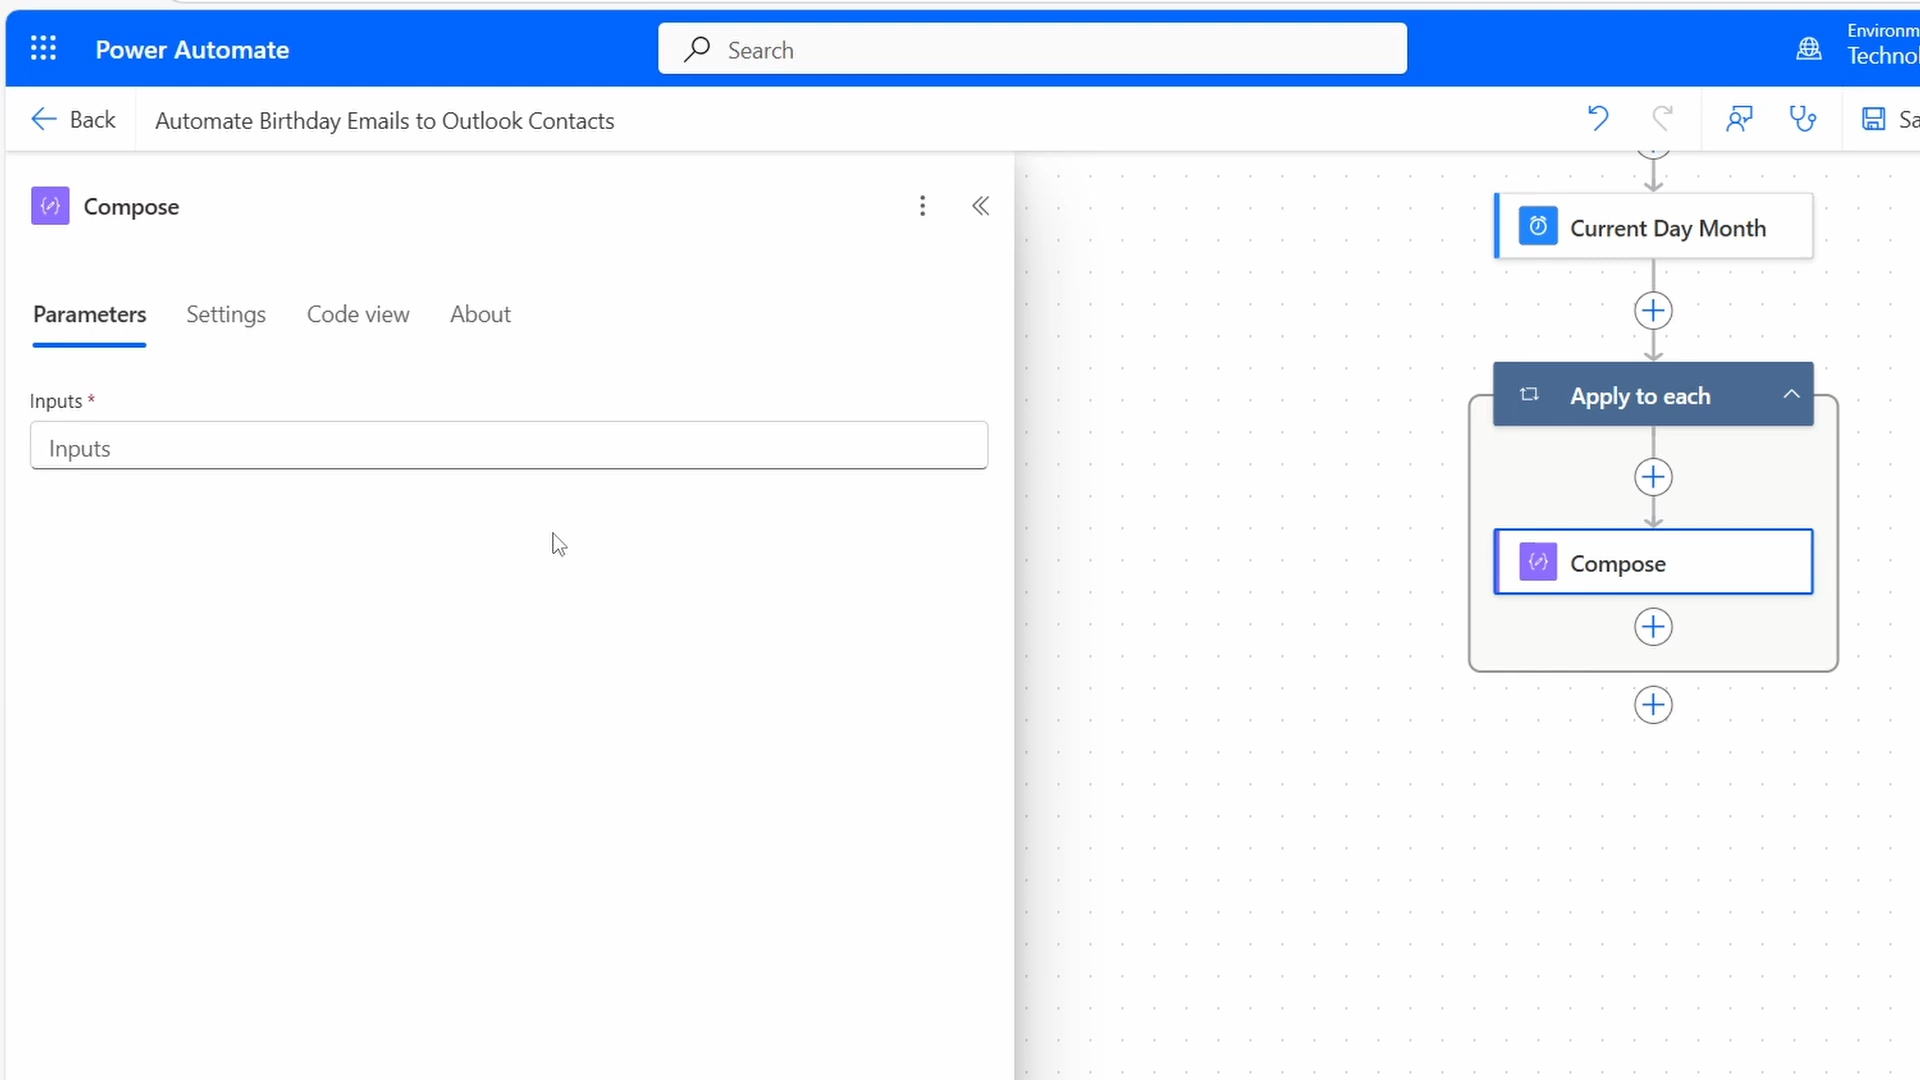 Power Automate
Search
Environm
Technol
Back
Automate Birthday Emails to Outlook Contacts
Sa
Compose
Parameters
Settings
Code view
About
Inputs *
Inputs
Current Day Month
Apply to each
Compose